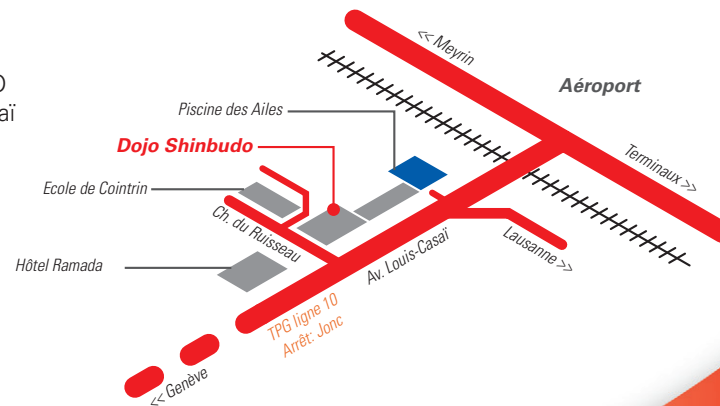 << Meyrin
Aéroport
Piscine des Ailes
Dojo Shinbudo
Terminaux >>
Ecole de Cointrin
Ch. du Ruisseau
Av. Louis-Casaï
Lausanne >>
Hôtel Ramada
TPG ligne 10
Arrêt: Jonc
<< Genève